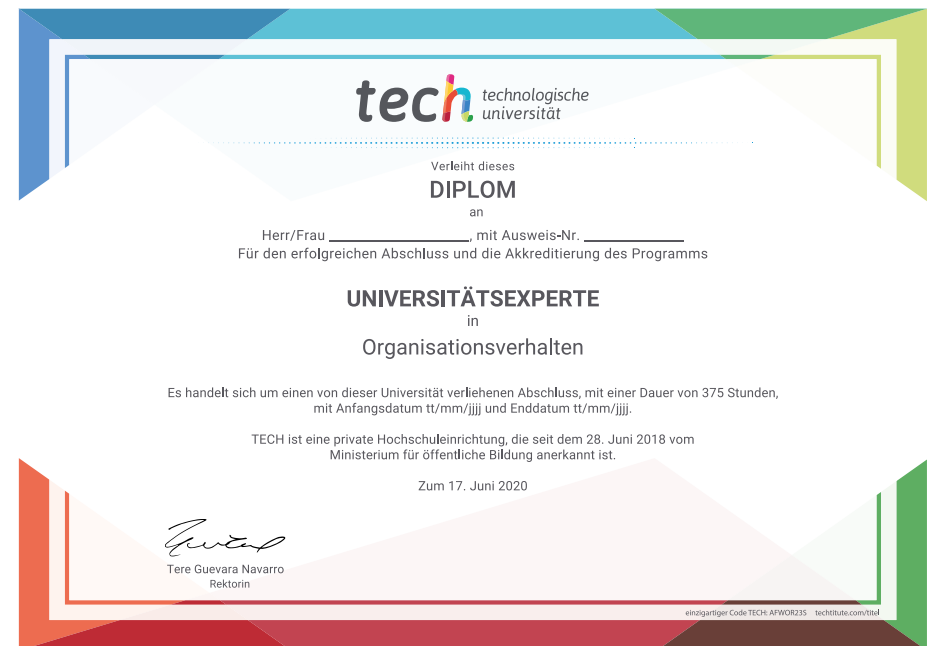 tech technologische
universität
Verleiht dieses
DIPLOM
an
Herr/Frau ____________________, mit Ausweis-Nr. ______________
Für den erfolgreichen Abschluss und die Akkreditierung des Programms
UNIVERSITÄTSEXPERTE
in
Organisationsverhalten
Es handelt sich um einen von dieser Universität verliehenen Abschluss, mit einer Dauer von 375 Stunden,
mit Anfangsdatum tt/mm/jjjj und Enddatum tt/mm/jjjj.
TECH ist eine private Hochschuleinrichtung, die seit dem 28. Juni 2018 vom
Ministerium für öffentliche Bildung anerkannt ist.
Zum 17. Juni 2020
Tere Guevara Navarro
Rektorin
einzigartiger Code TECH: AFWOR23S techtitute.com/titel